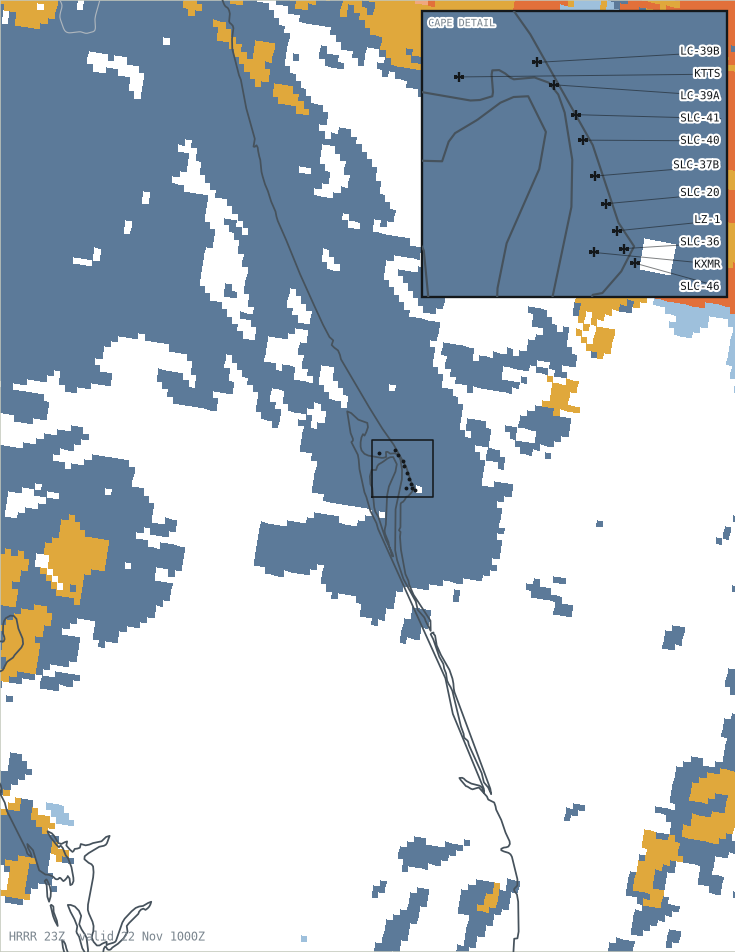 CAPE DETAIL
LC-39B
KTTS
LC-39A
SLC-41
SLC-40
SLC-37B
SLC-20
LZ-1
SLC-36
KXMR
SLC-46
HRRR 23Z valid 22 Nov 1000Z